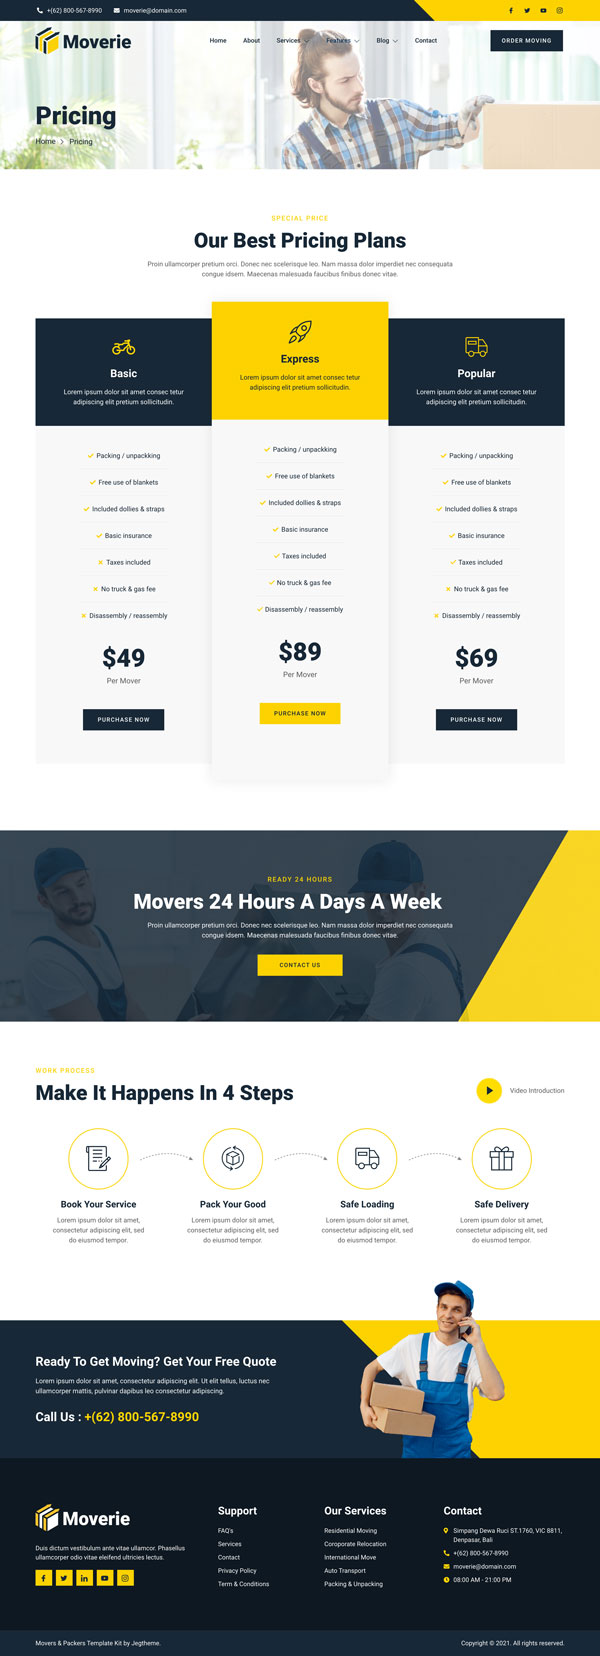 +(62) 800-567-8990 moverie@domain.com
Moverie
Home About Services Features Blog Contact
ORDER MOVING
Pricing
Home Pricing
SPECIAL PRICE
Our Best Pricing Plans
Proin ullamcorper pretium orci. Donec nec scelerisque leo. Nam massa dolor imperdiet nec consequata
congue idsem. Maecenas malesuada faucibus finibus donec vitae.
Basic
Lorem ipsum dolor sit amet consec tetur
adipiscing elit pretium sollicitudin.
Packing / unpackking
Free use of blankets
Included dollies & straps
Basic insurance
Taxes included
No truck & gas fee
Disassembly / reassembly
$49
Per Mover
PURCHASE NOW
Express
Lorem ipsum dolor sit amet consec tetur
adipiscing elit pretium sollicitudin.
Packing / unpackking
Free use of blankets
Included dollies & straps
Basic insurance
Taxes included
No truck & gas fee
Disassembly / reassembly
$89
Per Mover
PURCHASE NOW
Popular
Lorem ipsum dolor sit amet consec tetur
adipiscing elit pretium sollicitudin.
Packing / unpackking
Free use of blankets
Included dollies & straps
Basic insurance
Taxes included
No truck & gas fee
Disassembly / reassembly
$69
Per Mover
PURCHASE NOW
READY 24 HOURS
Movers 24 Hours A Days A Week
Proin ullamcorper pretium orci. Donec nec scelerisque leo. Nam massa dolor imperdiet nec consequata
congue idsem. Maecenas malesuada faucibus finibus donec vitae.
CONTACT US
WORK PROCESS
Make It Happens In 4 Steps
Video Introduction
Book Your Service
Lorem ipsum dolor sit amet,
consectetur adipiscing elit, sed
do eiusmod tempor.
Pack Your Good
Lorem ipsum dolor sit amet,
consectetur adipiscing elit, sed
do eiusmod tempor.
Safe Loading
Lorem ipsum dolor sit amet,
consectetur adipiscing elit, sed
do eiusmod tempor.
Safe Delivery
Lorem ipsum dolor sit amet,
consectetur adipiscing elit, sed
do eiusmod tempor.
Ready To Get Moving? Get Your Free Quote
Lorem ipsum dolor sit amet, consectetur adipiscing elit. Ut elit tellus, luctus nec
ullamcorper mattis, pulvinar dapibus leo consectetur adipiscing.
Call Us : +(62) 800-567-8990
Moverie
Duis dictum vestibulum ante vitae ullamcor. Phasellus
ullamcorper odio vitae eleifend ultricies lectus.
Support
FAQ's
Services
Contact
Privacy Policy
Term & Conditions
Our Services
Residential Moving
Coroporate Relocation
International Move
Auto Transport
Packing & Unpacking
Contact
Simpang Dewa Ruci ST.1760, VIC 8811,
Denpasar, Bali
+(62) 800-567-8990
moverie@domain.com
08:00 AM - 21:00 PM
Movers & Packers Template Kit by Jegtheme.
Copyright © 2021. All rights reserved.